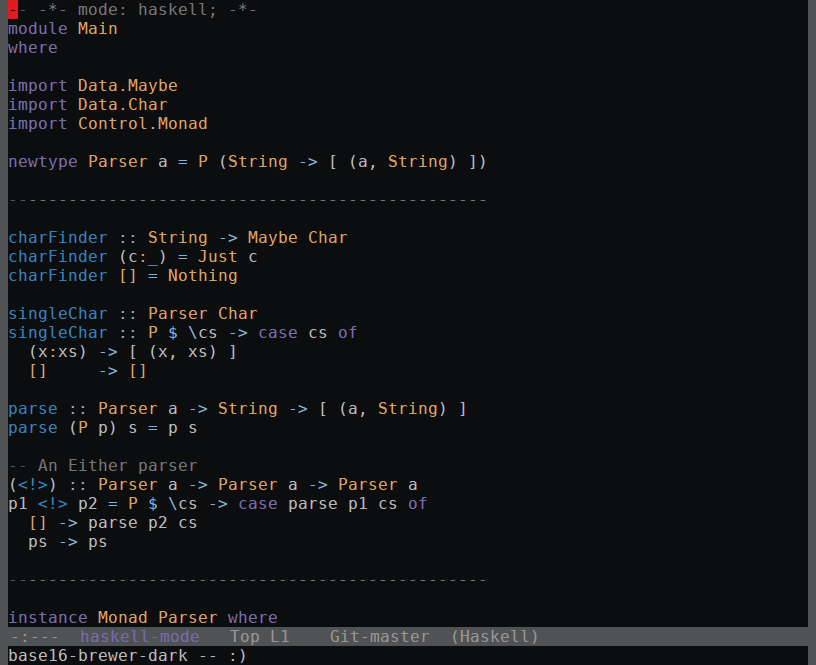 -- -*- mode: haskell; -*-
module Main
where

import Data.Maybe
import Data.Char
import Control.Monad

newtype Parser a = P (String -> [ (a, String) ])

------------------------------------------------

charFinder :: String -> Maybe Char
charFinder (c:_) = Just c
charFinder [] = Nothing

singleChar :: Parser Char
singleChar :: P $ \cs -> case cs of
  (x:xs) -> [ (x, xs) ]
  []     -> []

parse :: Parser a -> String -> [ (a, String) ]
parse (P p) s = p s

-- An Either parser
(<!>) :: Parser a -> Parser a -> Parser a
p1 <!> p2 = P $ \cs -> case parse p1 cs of
  [] -> parse p2 cs
  ps -> ps

------------------------------------------------

instance Monad Parser where
-:---  haskell-mode   Top L1    Git-master  (Haskell)
base16-brewer-dark -- :)